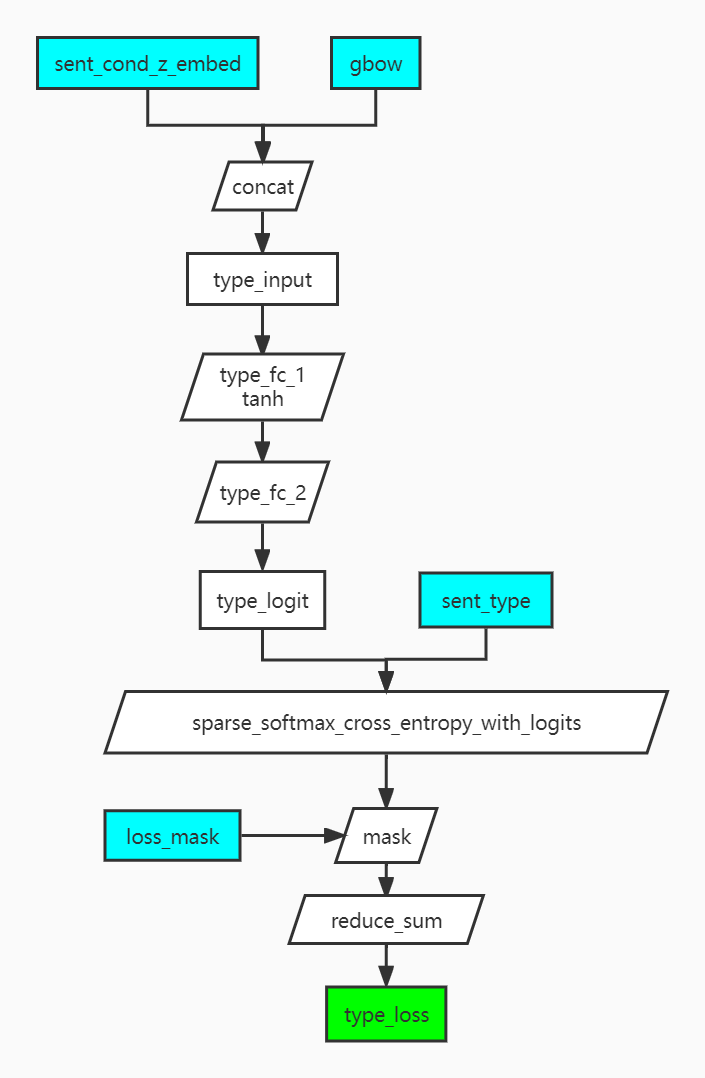 sent_cond_z_embed
gbow
concat
type_input
type_fc_1
tanh
type_fc_2
type_logit
sent_type
sparse_softmax_cross_entropy_with_logits
loss_mask
mask
reduce_sum
type_loss